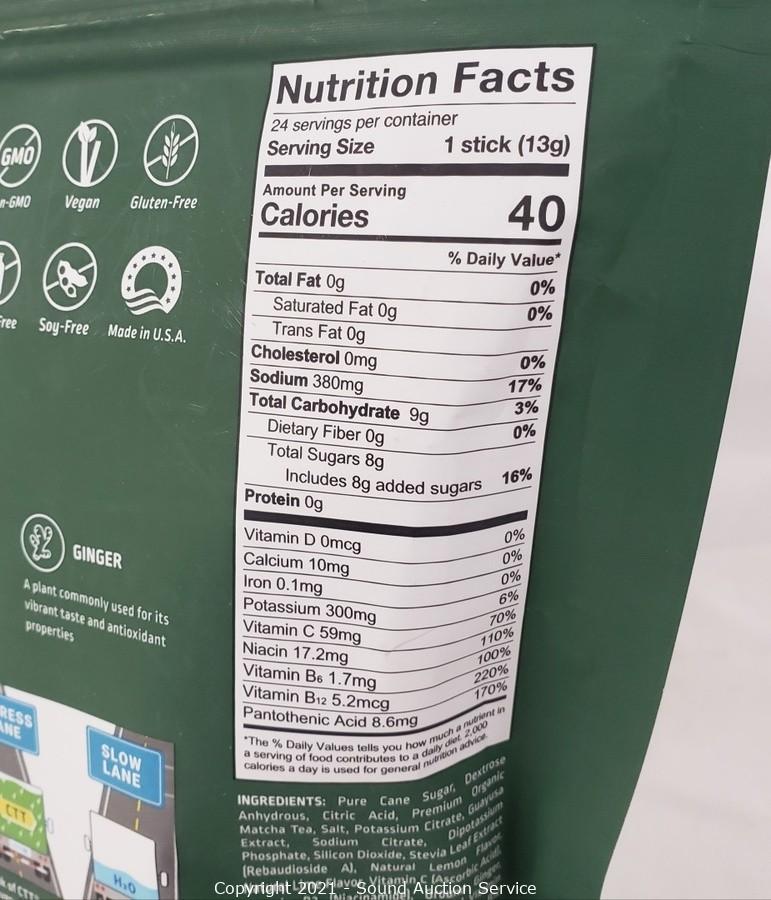 GMO
n-GMO
Vegan
Gluten-Free
ree
Soy-Free
Made in U.S.A.
GINGER
A plant commonly used for its
vibrant taste and antioxidant
properties
RESS
ANE
SLOW
LANE
CTT
H₂O
Nutrition Facts
24 servings per container
Serving Size 1 stick (13g)
Amount Per Serving
Calories 40
% Daily Value*
Total Fat 0g 0%
Saturated Fat 0g 0%
Trans Fat 0g
Cholesterol 0mg 0%
Sodium 380mg 17%
Total Carbohydrate 9g 3%
Dietary Fiber 0g 0%
Total Sugars 8g
Includes 8g added sugars 16%
Protein 0g
Vitamin D 0mcg 0%
Calcium 10mg 0%
Iron 0.1mg 0%
Potassium 300mg 6%
Vitamin C 59mg 70%
Niacin 17.2mg 110%
Vitamin B₆ 1.7mg 100%
Vitamin B₁₂ 5.2mcg 220%
Pantothenic Acid 8.6mg 170%
*The % Daily Values tells you how much a nutrient in
a serving of food contributes to a daily diet. 2,000
calories a day is used for general nutrition advice.
INGREDIENTS: Pure Cane Sugar, Dextrose
Anhydrous, Citric Acid, Premium Organic
Matcha Tea, Salt, Potassium Citrate, Guayusa
Extract, Sodium Citrate, Dipotassium
Phosphate, Silicon Dioxide, Stevia Leaf Extract
(Rebaudioside A), Natural Lemon Flavor,
Lime Flavor, Vitamin C (Ascorbic Acid),
(Niacinamide), Ginger,
Copyright 2021 - Sound Auction Service